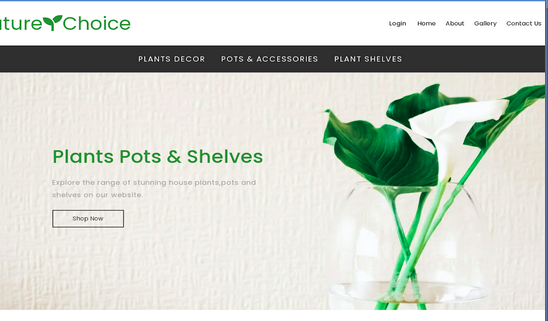 ture Choice
Login Home About Gallery Contact Us
PLANTS DECOR POTS & ACCESSORIES PLANT SHELVES
Plants Pots & Shelves
Explore the range of stunning house plants,pots and
shelves on our website.
Shop Now